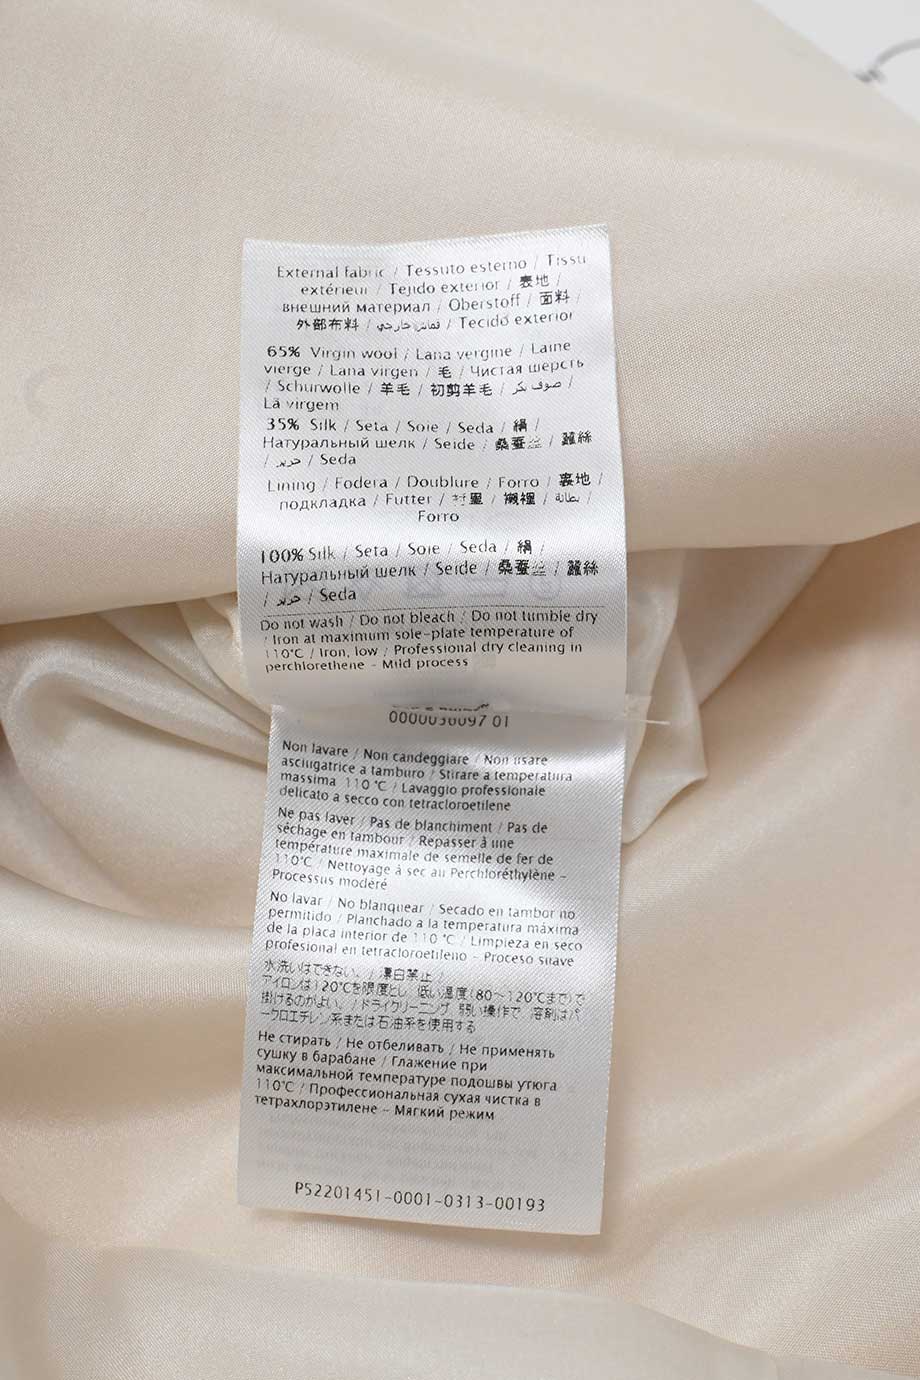 External fabric / Tessuto esterno / Tissu
extérieur / Tejido exterior / 表地 /
внешний материал / Oberstoff / 面料 /
外部布料 / قماش خارجي / Tecido exterior
65% Virgin wool / Lana vergine / Laine
vierge / Lana virgen / 毛 / Чистая шерсть
/ Schurwolle / 羊毛 / 初剪羊毛 / صوف بكر /
Lã virgem
35% Silk / Seta / Soie / Seda / 絹 /
Натуральный шелк / Seide / 桑蚕丝 / 蠶絲
/ حرير / Seda
Lining / Fodera / Doublure / Forro / 裏地 /
подкладка / Futter / 衬里 / 襯裡 / بطانة /
Forro
100% Silk / Seta / Soie / Seda / 絹 /
Натуральный шелк / Seide / 桑蚕丝 / 蠶絲
/ حرير / Seda
Do not wash / Do not bleach / Do not tumble dry
/ Iron at maximum sole-plate temperature of
110°C / Iron, low / Professional dry cleaning in
perchlorethene - Mild process
0000036097 01
Non lavare / Non candeggiare / Non usare
asciugatrice a tamburo / Stirare a temperatura
massima 110 °C / Lavaggio professionale
delicato a secco con tetracloroetilene
Ne pas laver / Pas de blanchiment / Pas de
séchage en tambour / Repasser à une
température maximale de semelle de fer de
110°C / Nettoyage à sec au Perchloréthylène -
Processus modéré
No lavar / No blanquear / Secado en tambor no
permitido / Planchado a la temperatura máxima
de la placa interior de 110 °C / Limpieza en seco
profesional en tetracloroetileno - Proceso suave
水洗いはできない。 / 漂白禁止 /
アイロンは120℃を限度とし、低い温度(80～120℃まで)で
掛けるのがよい。 / ドライクリーニング, 弱い操作で、溶剤はパ
ークロエチレン系または石油系を使用する
Не стирать / Не отбеливать / Не применять
сушку в барабане / Глажение при
максимальной температуре подошвы утюга
110°C / Профессиональная сухая чистка в
тетрахлорэтилене - Мягкий режим
P52201451-0001-0313-00193